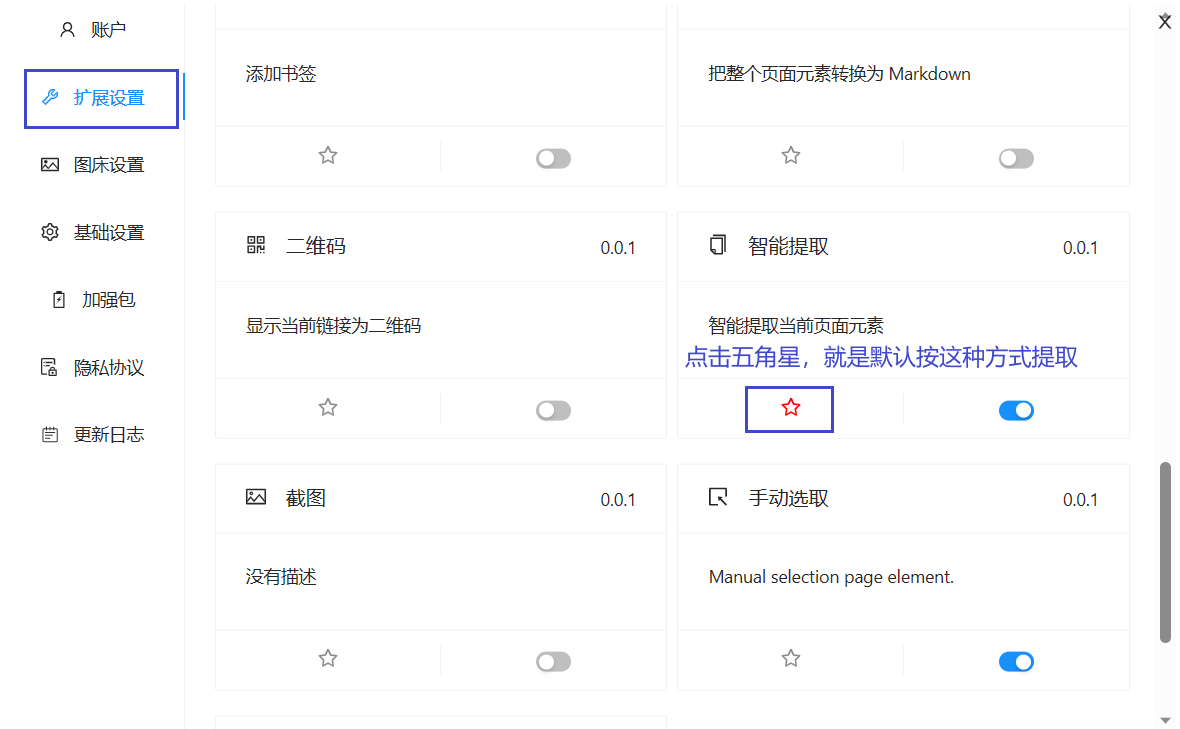 账户
扩展设置
图床设置
基础设置
加强包
隐私协议
更新日志
X
添加书签
把整个页面元素转换为 Markdown
二维码 0.0.1
显示当前链接为二维码
智能提取 0.0.1
智能提取当前页面元素
点击五角星，就是默认按这种方式提取
截图 0.0.1
没有描述
手动选取 0.0.1
Manual selection page element.